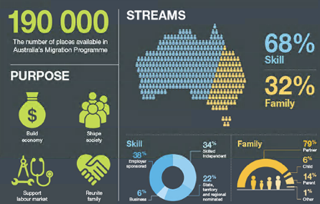 190 000
The number of places available in
Australia's Migration Programme
PURPOSE
Build
economy
Shape
society
Support
labour market
Reunite
family
STREAMS
68%
Skill
32%
Family
Skill
38%
Employer
sponsored
34%
Skilled
Independent
22%
State,
territory
and regional
nominated
6%
Business
Family
79%
Partner
6%
Child
14%
Parent
1%
Other